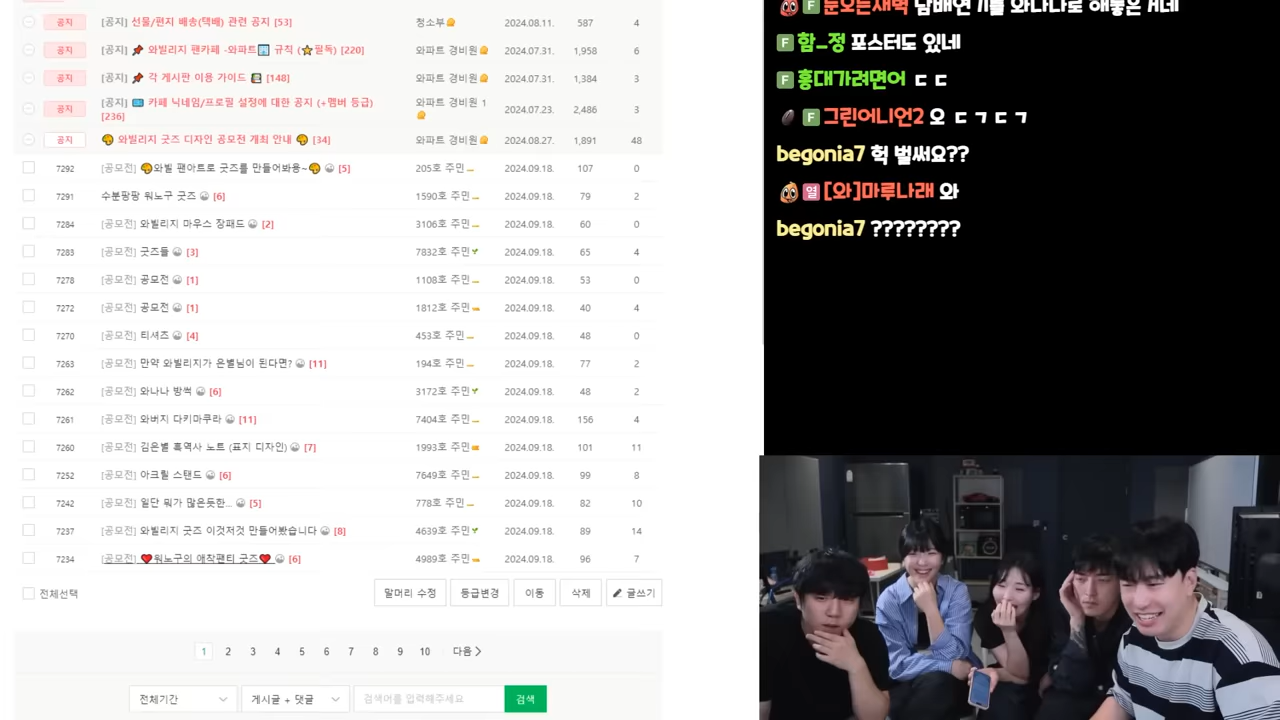 공지 [공지] 선물/편지 배송(택배) 관련 공지 [53] 청소부 2024.08.11. 587 4
공지 [공지] 📌 와빌리지 팬카페 -와파트🏢 규칙 (⭐필독) [220] 와파트 경비원 2024.07.31. 1,958 6
공지 [공지] 📌 각 게시판 이용 가이드 [148] 와파트 경비원 2024.07.31. 1,384 3
공지 [공지] 카페 닉네임/프로필 설정에 대한 공지 (+멤버 등급) [236] 와파트 경비원 1 2024.07.23. 2,486 3
공지 와빌리지 굿즈 디자인 공모전 개최 안내 [34] 와파트 경비원 2024.08.27. 1,891 48
7292 [공모전] 와빌 팬아트로 굿즈를 만들어봐용~ [5] 205호 주민 2024.09.18. 107 0
7291 수분팡팡 워노구 굿즈 [6] 1590호 주민 2024.09.18. 79 2
7284 [공모전] 와빌리지 마우스 장패드 [2] 3106호 주민 2024.09.18. 60 0
7283 [공모전] 굿즈들 [3] 7832호 주민 2024.09.18. 65 4
7278 [공모전] 공모전 [1] 1108호 주민 2024.09.18. 53 0
7272 [공모전] 공모전 [1] 1812호 주민 2024.09.18. 40 4
7270 [공모전] 티셔츠 [4] 453호 주민 2024.09.18. 48 0
7263 [공모전] 만약 와빌리지가 은별님이 된다면? [11] 194호 주민 2024.09.18. 77 2
7262 [공모전] 와나나 방썩 [6] 3172호 주민 2024.09.18. 48 2
7261 [공모전] 와버지 다키마쿠라 [11] 7404호 주민 2024.09.18. 156 4
7260 [공모전] 김은별 흑역사 노트 (표지 디자인) [7] 1993호 주민 2024.09.18. 101 11
7252 [공모전] 아크릴 스탠드 [6] 7649호 주민 2024.09.18. 99 8
7242 [공모전] 일단 뭐가 많은듯한... [5] 778호 주민 2024.09.18. 82 10
7237 [공모전] 와빌리지 굿즈 이것저것 만들어봤습니다 [8] 4639호 주민 2024.09.18. 89 14
7234 [공모전] ❤️워노구의 애착팬티 굿즈❤️ [6] 4989호 주민 2024.09.18. 96 7
전체선택 말머리 수정 등급변경 이동 삭제 글쓰기
1 2 3 4 5 6 7 8 9 10 다음
전체기간 게시글 + 댓글 검색어를 입력해주세요 검색
F 눈오는새벽
F 함_정 포스터도 있네
F 홍대가려면어 ㄷㄷ
F 그린어니언2 오 ㄷㄱㄷㄱ
begonia7 헉 벌써요??
열 [와]마루나래 와
begonia7 ????????